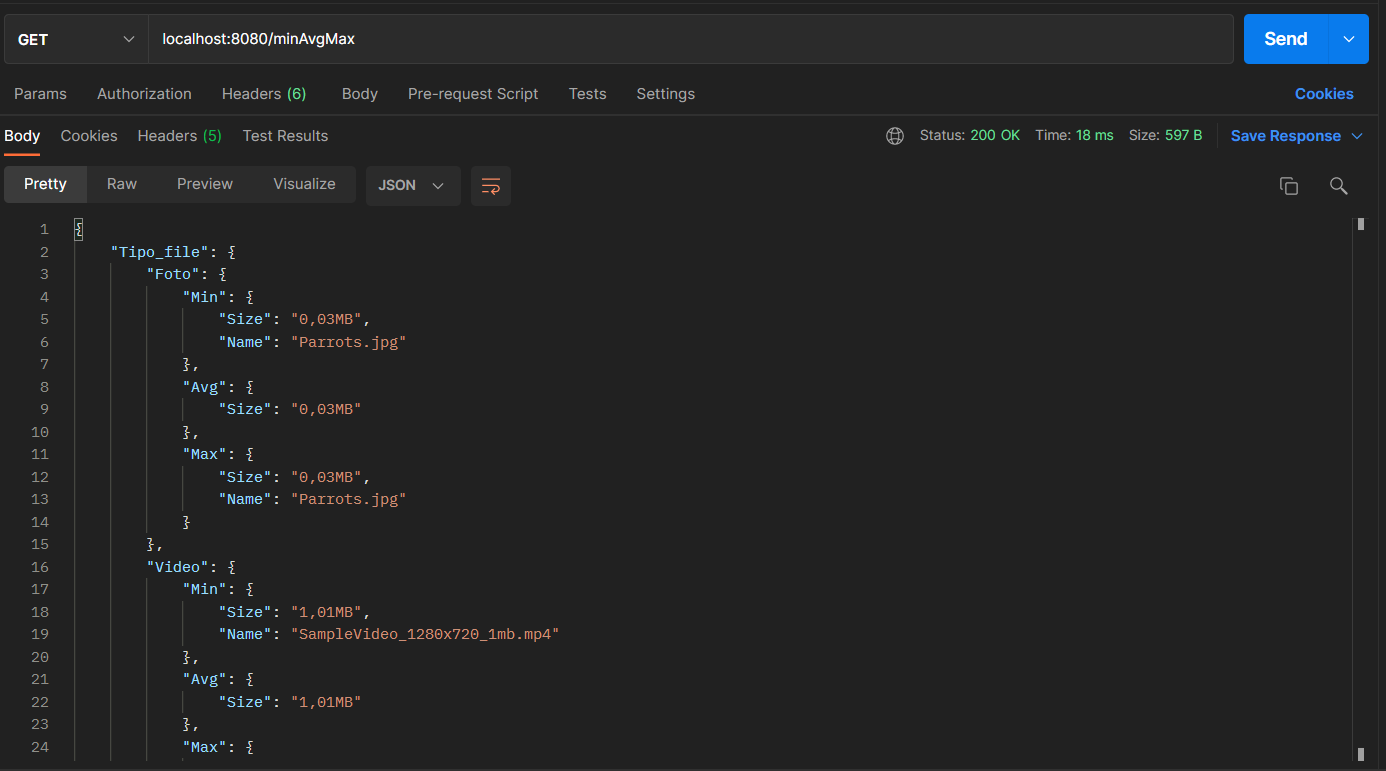 GET localhost:8080/minAvgMax Send
Params Authorization Headers (6) Body Pre-request Script Tests Settings Cookies
Body Cookies Headers (5) Test Results Status: 200 OK Time: 18 ms Size: 597 B Save Response
Pretty Raw Preview Visualize JSON
1 {
2 "Tipo_file": {
3 "Foto": {
4 "Min": {
5 "Size": "0,03MB",
6 "Name": "Parrots.jpg"
7 },
8 "Avg": {
9 "Size": "0,03MB"
10 },
11 "Max": {
12 "Size": "0,03MB",
13 "Name": "Parrots.jpg"
14 }
15 },
16 "Video": {
17 "Min": {
18 "Size": "1,01MB",
19 "Name": "SampleVideo_1280x720_1mb.mp4"
20 },
21 "Avg": {
22 "Size": "1,01MB"
23 },
24 "Max": {